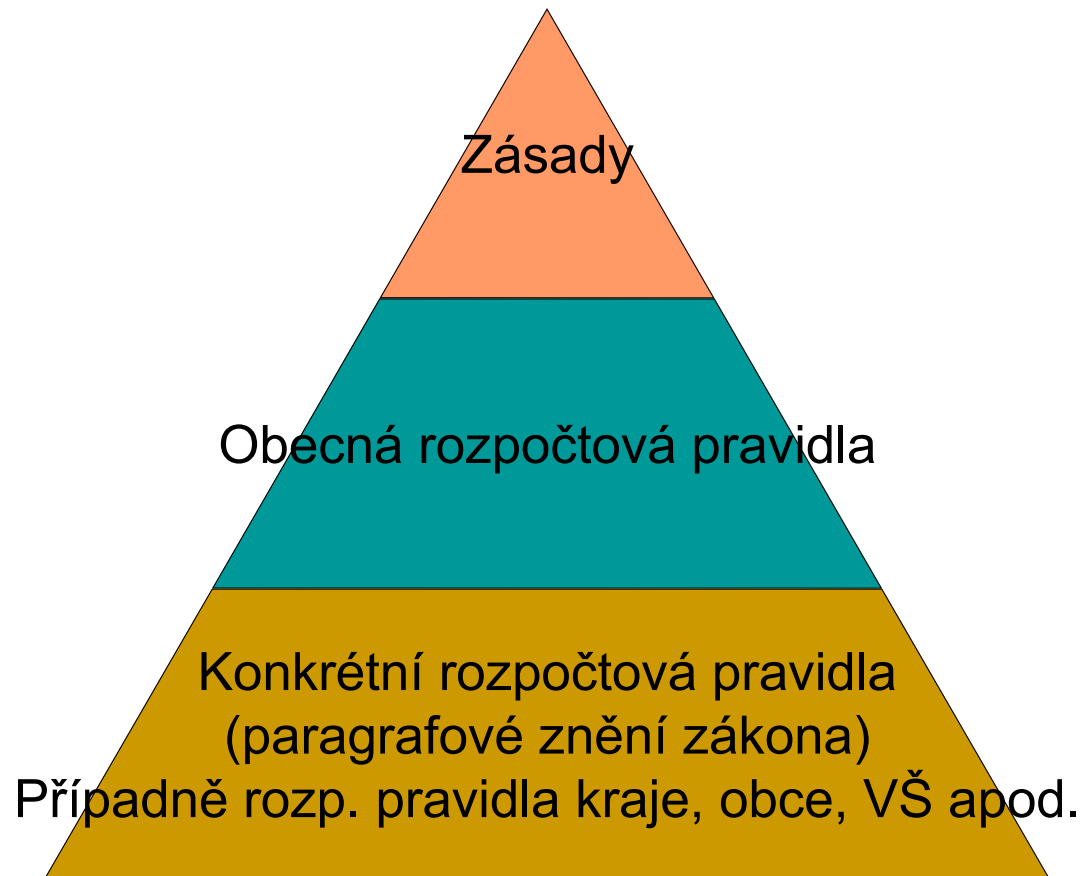 Zásady
Obecná rozpočtová pravidla
Konkrétní rozpočtová pravidla
(paragrafové znění zákona)
Případně rozp. pravidla kraje, obce, VŠ apod.